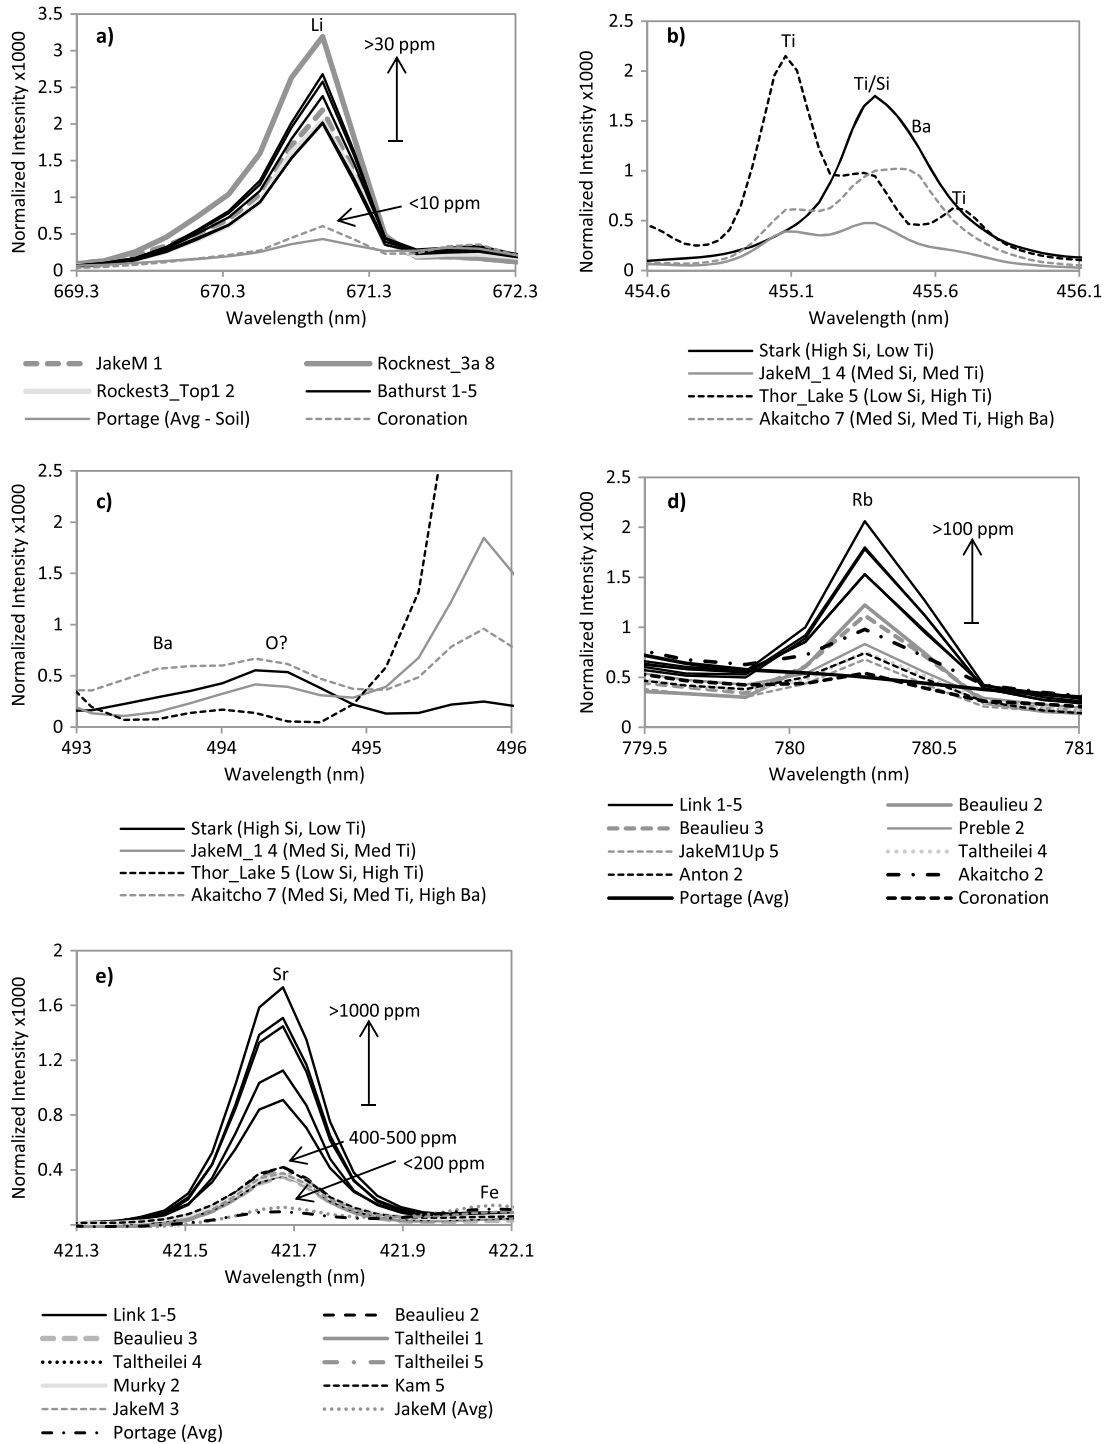 a)
Li
>30 ppm
<10 ppm
Normalized Intesnity x1000
3.5
3
2.5
2
1.5
1
0.5
0
669.3 670.3 671.3 672.3
Wavelength (nm)
JakeM 1 Rocknest_3a 8
Rockest3_Top1 2 Bathurst 1-5
Portage (Avg - Soil) Coronation
b)
Ti
Ti/Si
Ba
Ti
Normalized Intensity x1000
2.5
2
1.5
1
0.5
0
454.6 455.1 455.6 456.1
Wavelength (nm)
Stark (High Si, Low Ti)
JakeM_1 4 (Med Si, Med Ti)
Thor_Lake 5 (Low Si, High Ti)
Akaitcho 7 (Med Si, Med Ti, High Ba)
c)
Ba
O?
Normalized Intensity x1000
2.5
2
1.5
1
0.5
0
493 494 495 496
Wavelength (nm)
Stark (High Si, Low Ti)
JakeM_1 4 (Med Si, Med Ti)
Thor_Lake 5 (Low Si, High Ti)
Akaitcho 7 (Med Si, Med Ti, High Ba)
d)
Rb
>100 ppm
Normalized Intensity x1000
2.5
2
1.5
1
0.5
0
779.5 780 780.5 781
Wavelength (nm)
Link 1-5 Beaulieu 2
Beaulieu 3 Preble 2
JakeM1Up 5 Taltheilei 4
Anton 2 Akaitcho 2
Portage (Avg) Coronation
e)
Sr
>1000 ppm
400-500 ppm
<200 ppm
Fe
Normalized Intensity x1000
2
1.6
1.2
0.8
0.4
421.3 421.5 421.7 421.9 422.1
Wavelength (nm)
Link 1-5 Beaulieu 2
Beaulieu 3 Taltheilei 1
Taltheilei 4 Taltheilei 5
Murky 2 Kam 5
JakeM 3 JakeM (Avg)
Portage (Avg)